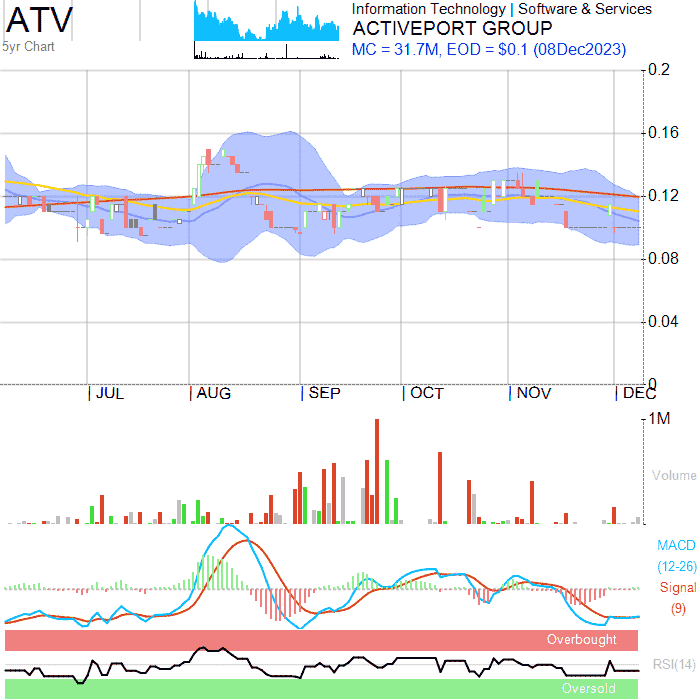 ATV
5yr Chart
Information Technology | Software & Services
ACTIVEPORT GROUP
MC = 31.7M, EOD = $0.1 (08Dec2023)
0.2
0.16
0.12
0.08
0.04
0
JUL AUG SEP OCT NOV DEC
1M
Volume
MACD
(12-26)
Signal
(9)
Overbought
RSI(14)
Oversold